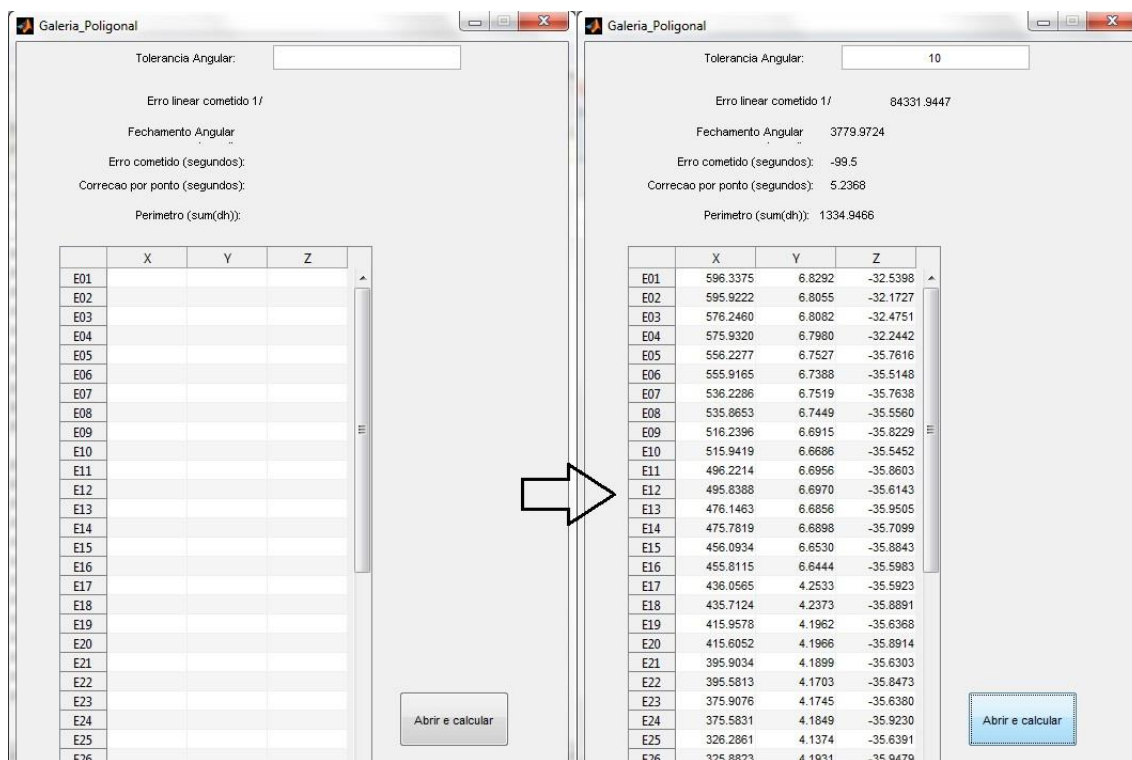 Galeria_Poligonal
Tolerancia Angular:
Erro linear cometido 1/
Fechamento Angular
Erro cometido (segundos):
Correcao por ponto (segundos):
Perimetro (sum(dh)):
X Y Z
E01
E02
E03
E04
E05
E06
E07
E08
E09
E10
E11
E12
E13
E14
E15
E16
E17
E18
E19
E20
E21
E22
E23
E24
E25
E26
Abrir e calcular
Galeria_Poligonal
Tolerancia Angular: 10
Erro linear cometido 1/ 84331.9447
Fechamento Angular 3779.9724
Erro cometido (segundos): -99.5
Correcao por ponto (segundos): 5.2368
Perimetro (sum(dh)): 1334.9466
X Y Z
E01 596.3375 6.8292 -32.5398
E02 595.9222 6.8055 -32.1727
E03 576.2460 6.8082 -32.4751
E04 575.9320 6.7980 -32.2442
E05 556.2277 6.7527 -35.7616
E06 555.9165 6.7388 -35.5148
E07 536.2286 6.7519 -35.7638
E08 535.8653 6.7449 -35.5560
E09 516.2396 6.6915 -35.8229
E10 515.9419 6.6686 -35.5452
E11 496.2214 6.6956 -35.8603
E12 495.8388 6.6970 -35.6143
E13 476.1463 6.6856 -35.9505
E14 475.7819 6.6898 -35.7099
E15 456.0934 6.6530 -35.8843
E16 455.8115 6.6444 -35.5983
E17 436.0565 4.2533 -35.5923
E18 435.7124 4.2373 -35.8891
E19 415.9578 4.1962 -35.6368
E20 415.6052 4.1966 -35.8914
E21 395.9034 4.1899 -35.6303
E22 395.5813 4.1703 -35.8473
E23 375.9076 4.1745 -35.6380
E24 375.5831 4.1849 -35.9230
E25 326.2861 4.1374 -35.6391
E26 325.8823 4.1931 -35.9479
Abrir e calcular